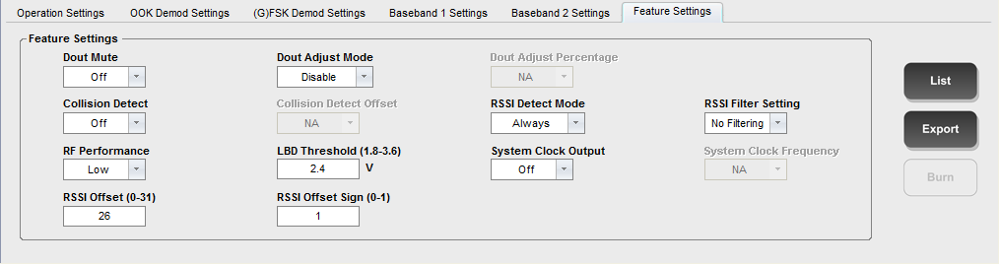 Operation Settings OOK Demod Settings (G)FSK Demod Settings Baseband 1 Settings Baseband 2 Settings Feature Settings
Feature Settings
Dout Mute Dout Adjust Mode Dout Adjust Percentage
Off Disable NA
List
Collision Detect Collision Detect Offset RSSI Detect Mode RSSI Filter Setting
Off NA Always No Filtering
Export
RF Performance LBD Threshold (1.8-3.6) System Clock Output System Clock Frequency
Low 2.4 V Off NA
Burn
RSSI Offset (0-31) RSSI Offset Sign (0-1)
26 1